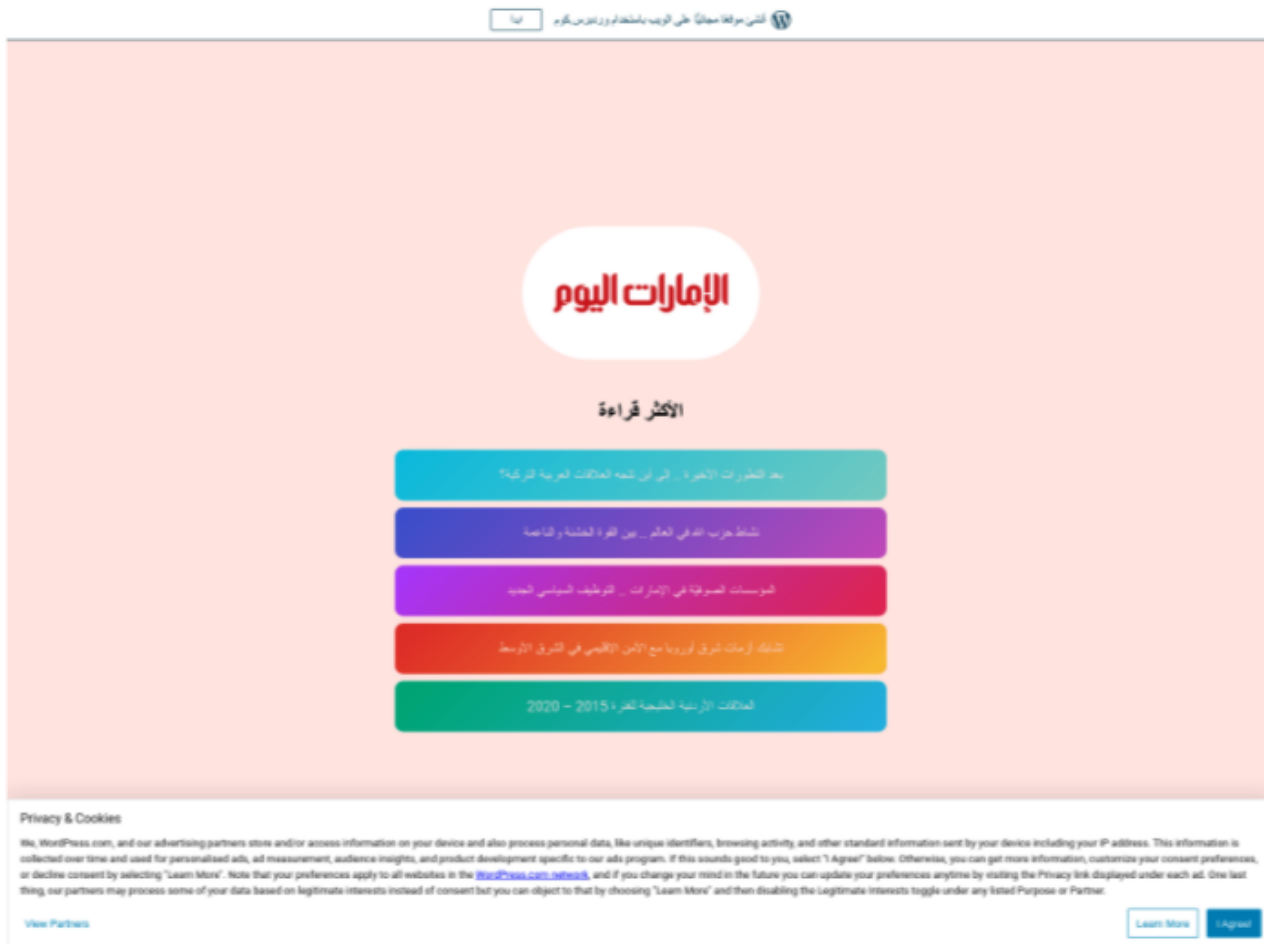 أنشئ موقعًا مجانيًا على الويب باستخدام ووردبرس.كوم
ابدأ
الإمارات اليوم
الأكثر قراءة
بعد التطورات الأخيرة .. إلى أين تتجه العلاقات العربية التركية؟
نشاط حزب الله في العالم .. بين القوة الخشنة والناعمة
المؤسسات الصوفيّة في الإمارات .. التوظيف السياسي الجديد
تشابك أزمات شرق أوروبا مع الأمن الإقليمي في الشرق الأوسط
العلاقات الأردنية الخليجية للفترة 2015 – 2020
Privacy & Cookies
We, WordPress.com, and our advertising partners store and/or access information on your device and also process personal data, like unique identifiers, browsing activity, and other standard information sent by your device including your IP address. This information is
collected over time and used for personalised ads, ad measurement, audience insights, and product development specific to our ads program. If this sounds good to you, select "I Agree!" below. Otherwise, you can get more information, customize your consent preferences,
or decline consent by selecting "Learn More". Note that your preferences apply to all websites in the WordPress.com network, and if you change your mind in the future you can update your preferences anytime by visiting the Privacy link displayed under each ad. One last
thing, our partners may process some of your data based on legitimate interests instead of consent but you can object to that by choosing "Learn More" and then disabling the Legitimate Interests toggle under any listed Purpose or Partner.
View Partners
Learn More
I Agree!